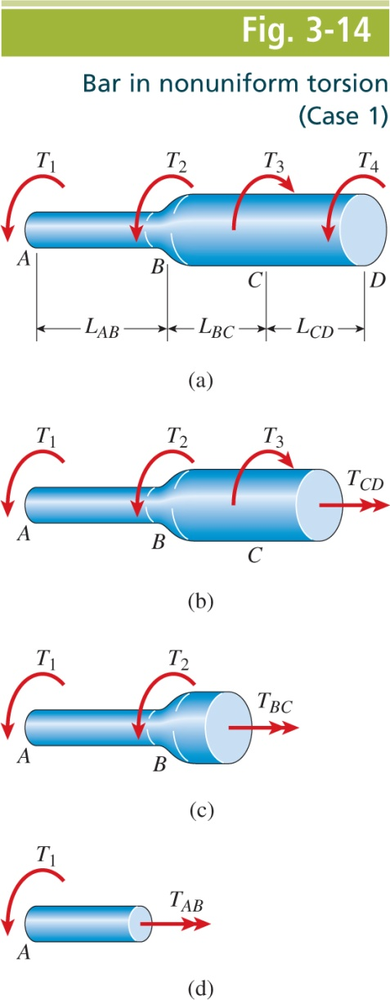 Fig. 3-14
Bar in nonuniform torsion
(Case 1)
T1 T2 T3 T4
A B C D
LAB LBC LCD
(a)
T1 T2 T3
TCD
A B C
(b)
T1 T2
TBC
A B
(c)
T1
TAB
A
(d)